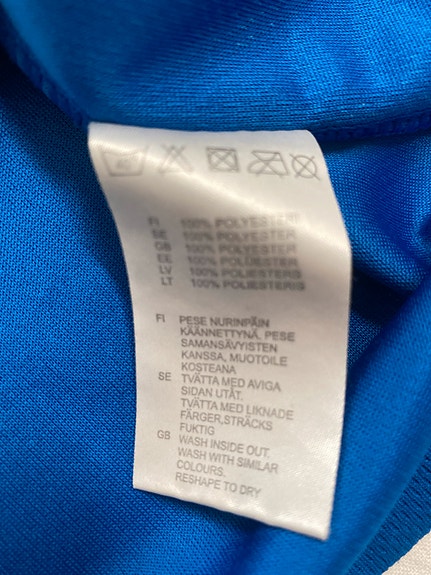 FI 100% POLYESTERI
SE 100% POLYESTER
GB 100% POLYESTER
EE 100% POLÜESTER
LV 100% POLIESTERIS
LT 100% POLIESTERIS
FI PESE NURINPÄIN
KÄÄNNETTYNÄ, PESE
SAMANSÄVYISTEN
KANSSA, MUOTOILE
KOSTEANA
SE TVÄTTA MED AVIGA
SIDAN UTÅT.
TVÄTTA MED LIKNADE
FÄRGER,STRÄCKS
FUKTIG
GB WASH INSIDE OUT.
WASH WITH SIMILAR
COLOURS.
RESHAPE TO DRY